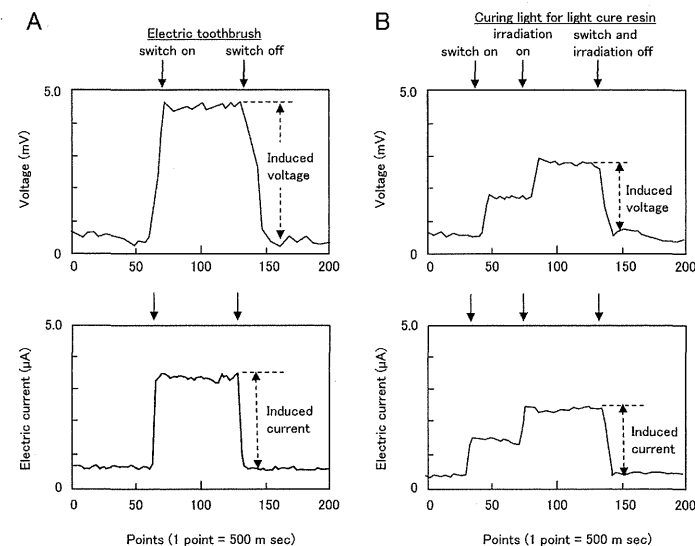 A
Electric toothbrush
switch on
switch off
5.0
Voltage (mV)
Induced
voltage
0
0
50
100
150
200
5.0
Electric current (μA)
Induced
current
0
0
50
100
150
200
Points (1 point = 500 m sec)
B
Curing light for light cure resin
switch on
irradiation
on
switch and
irradiation off
5.0
Voltage (mV)
Induced
voltage
0
0
50
100
150
200
5.0
Electric current (μA)
Induced
current
0
0
50
100
150
200
Points (1 point = 500 m sec)